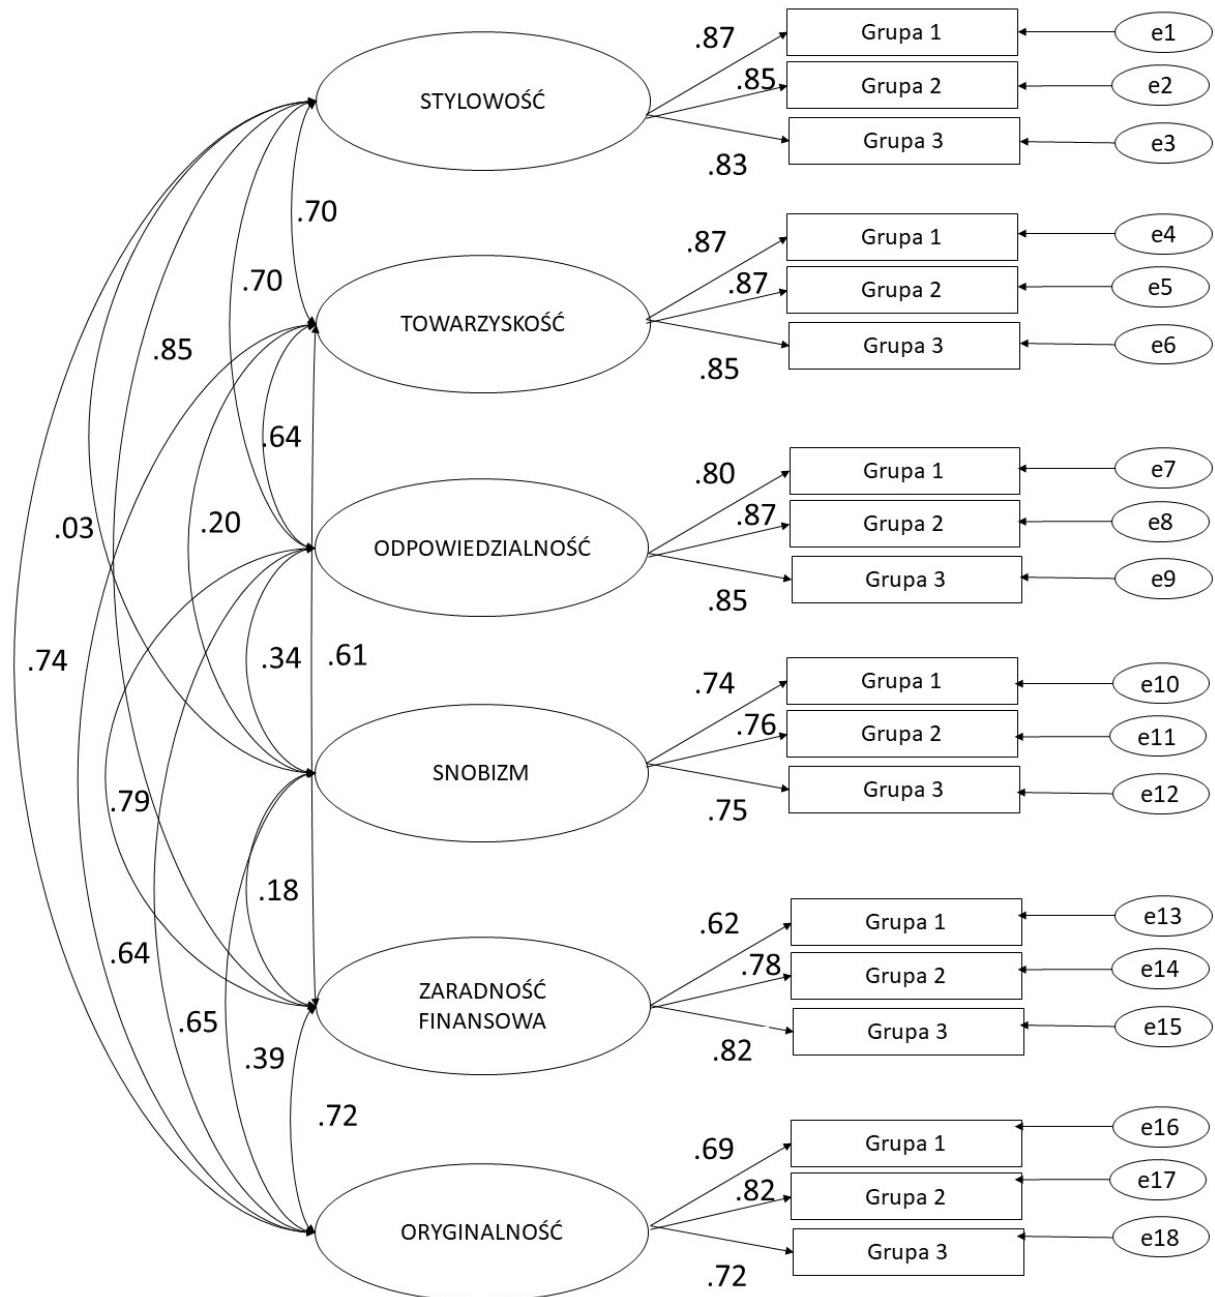 .87
Grupa 1
e1
STYLOWOŚĆ
.85
Grupa 2
e2
.83
Grupa 3
e3
.70
.87
Grupa 1
e4
.70
TOWARZYSKOŚĆ
.87
Grupa 2
e5
.85
.85
Grupa 3
e6
.64
.80
Grupa 1
e7
.03
.20
ODPOWIEDZIALNOŚĆ
.87
Grupa 2
e8
.85
Grupa 3
e9
.74
.34
.61
.74
Grupa 1
e10
SNOBIZM
.76
Grupa 2
e11
.79
.75
Grupa 3
e12
.18
.62
Grupa 1
e13
.64
ZARADNOŚĆ
FINANSOWA
.78
Grupa 2
e14
.65
.82
Grupa 3
e15
.39
.72
.69
Grupa 1
e16
ORYGINALNOŚĆ
.82
Grupa 2
e17
.72
Grupa 3
e18